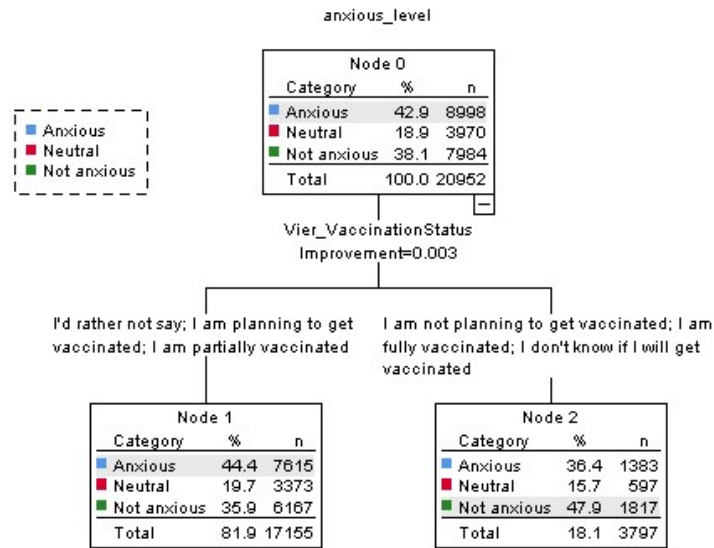 anxious_level
Node 0
Category % n
Anxious 42.9 8998
Neutral 18.9 3970
Not anxious 38.1 7984
Total 100.0 20952
Anxious
Neutral
Not anxious
Vier_VaccinationStatus
Improvement=0.003
I'd rather not say; I am planning to get
vaccinated; I am partially vaccinated
I am not planning to get vaccinated; I am
fully vaccinated; I don't know if I will get
vaccinated
Node 1
Category % n
Anxious 44.4 7615
Neutral 19.7 3373
Not anxious 35.9 6167
Total 81.9 17155
Node 2
Category % n
Anxious 36.4 1383
Neutral 15.7 597
Not anxious 47.9 1817
Total 18.1 3797